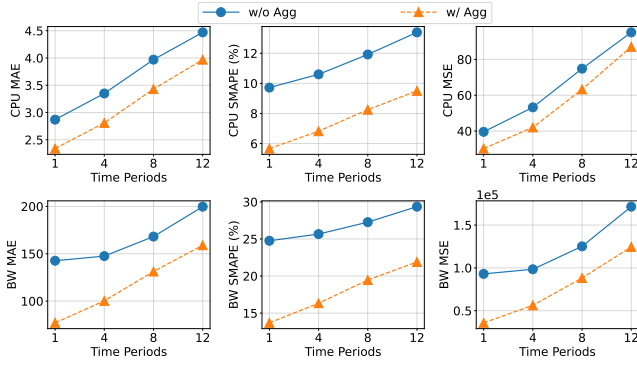 w/o Agg
w/ Agg
4.5
4.0
3.5
3.0
2.5
CPU MAE
1 4 8 12
Time Periods
12
10
8
6
CPU SMAPE (%)
1 4 8 12
Time Periods
80
60
40
CPU MSE
1 4 8 12
Time Periods
200
150
100
BW MAE
1 4 8 12
Time Periods
30
25
20
15
BW SMAPE (%)
1 4 8 12
Time Periods
1e5
1.5
1.0
0.5
BW MSE
1 4 8 12
Time Periods